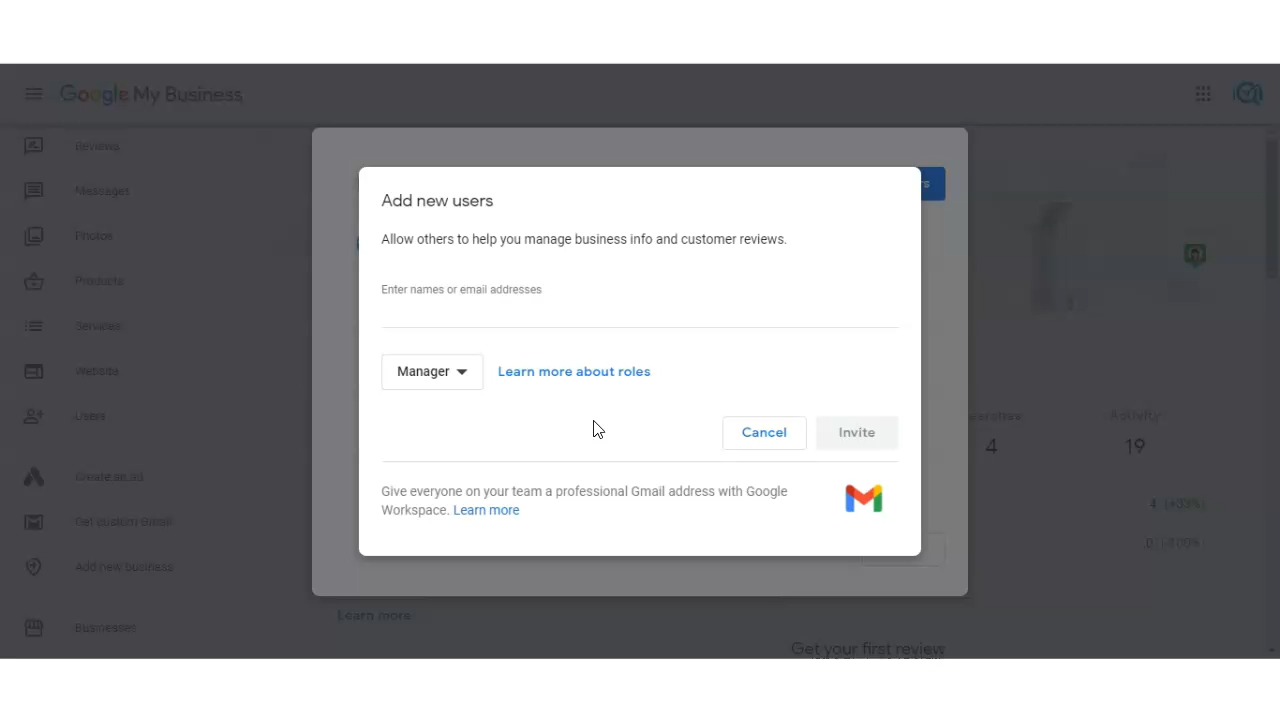 Google My Business
Reviews
Messages
Photos
Products
Services
Website
Users
Create an ad
Get custom Gmail
Add new business
Businesses
Add new users
Allow others to help you manage business info and customer reviews.
Enter names or email addresses
Manager
Learn more about roles
Cancel
Invite
Give everyone on your team a professional Gmail address with Google
Workspace. Learn more
Activity
4
19
4 (+33%)
Learn more
Get your first review